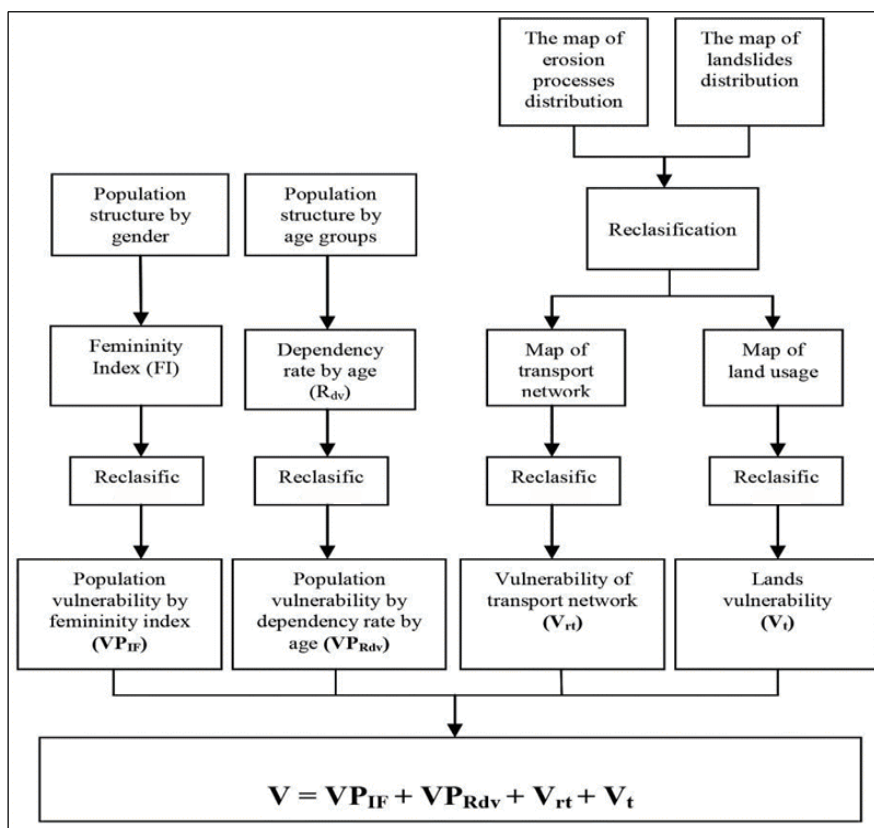 The map of
erosion
processes
distribution
The map of
landslides
distribution
Population
structure by
gender
Population
structure by
age groups
Reclasification
Femininity
Index (FI)
Dependency
rate by age
(Rdv)
Map of
transport
network
Map of
land usage
Reclasific
Reclasific
Reclasific
Reclasific
Population
vulnerability by
femininity index
(VPIF)
Population
vulnerability by
dependency rate by
age (VPRdv)
Vulnerability of
transport network
(Vrt)
Lands
vulnerability
(Vt)
V = VPIF + VPRdv + Vrt + Vt